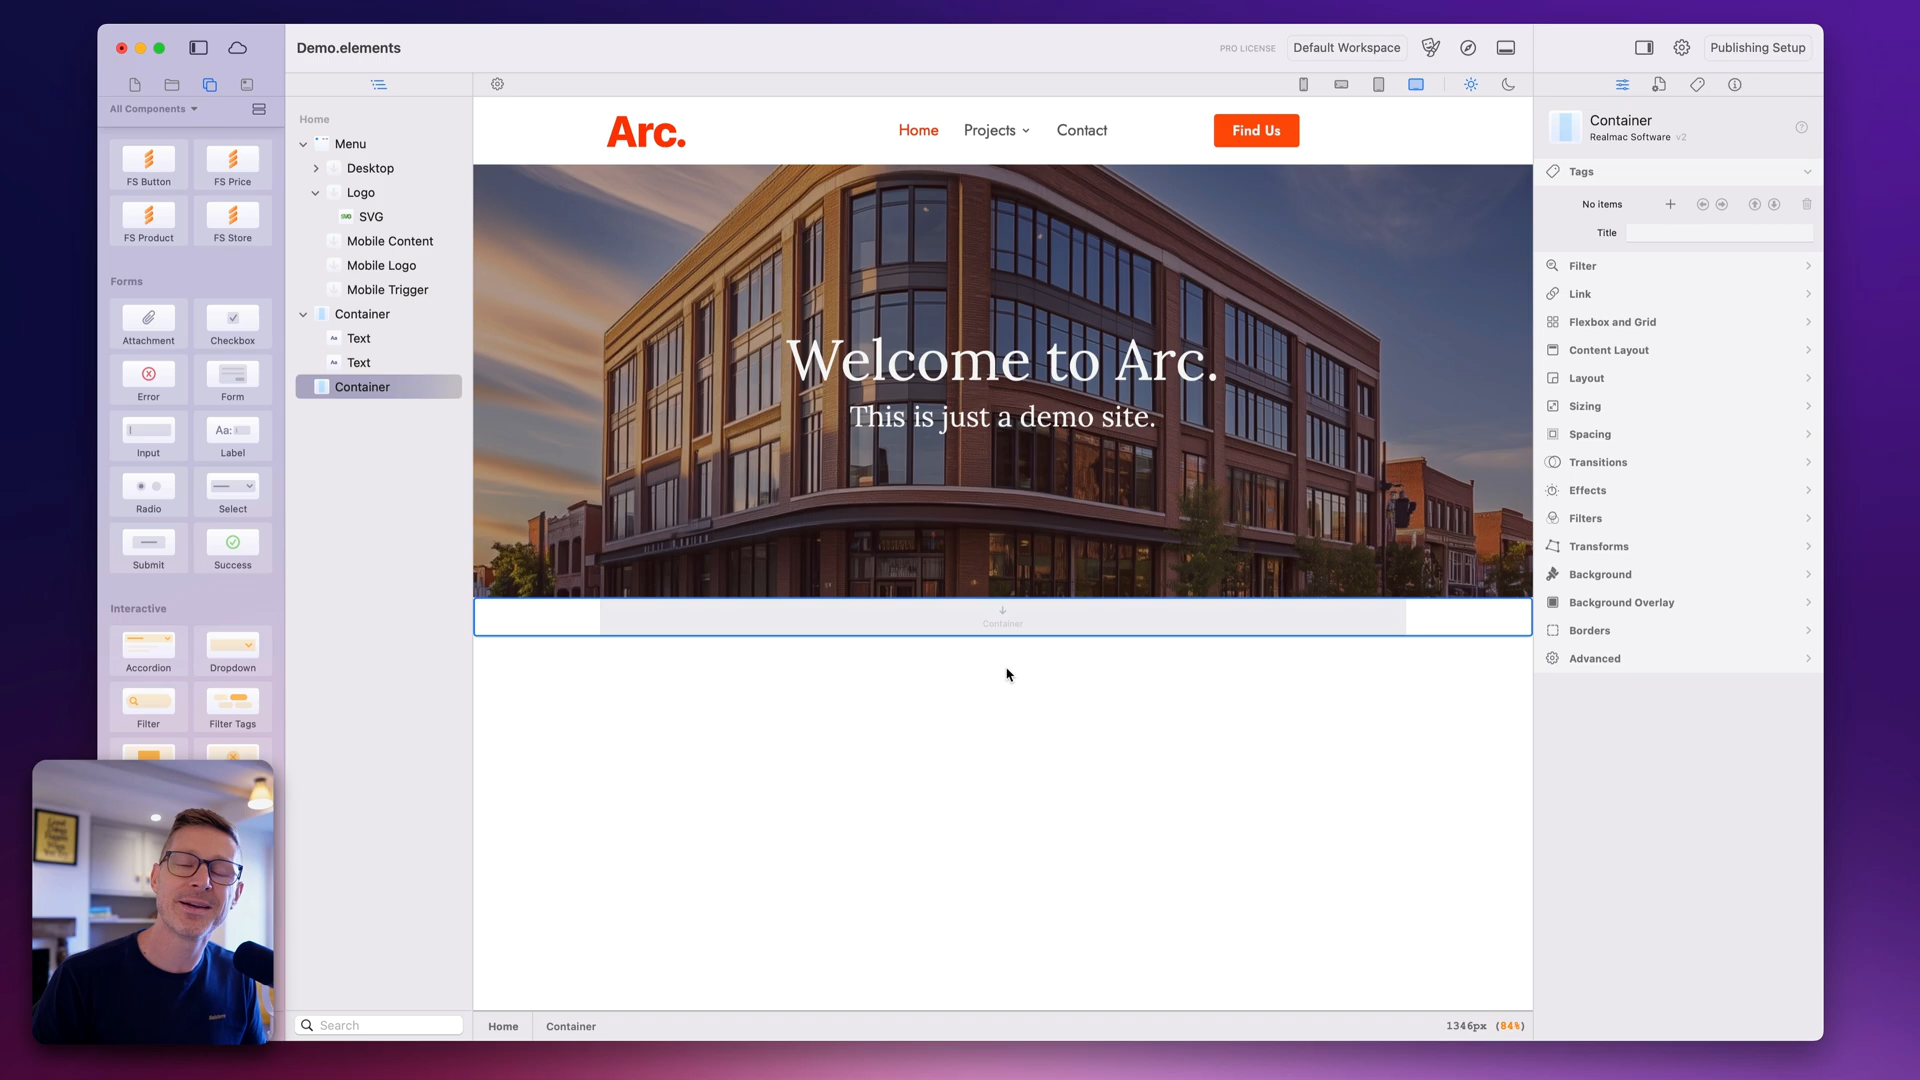 Demo.elements
PRO LICENSE
Default Workspace
Publishing Setup
All Components
FS Button
FS Price
FS Product
FS Store
Forms
Attachment
Checkbox
Error
Form
Input
Aa:
Label
Radio
Select
Submit
Success
Interactive
Accordion
Dropdown
Filter
Filter Tags
Home
Menu
Desktop
Logo
SVG
SVG
Mobile Content
Mobile Logo
Mobile Trigger
Container
Aa
Text
Aa
Text
Container
Search
Arc.
Home
Projects
Contact
Find Us
Welcome to Arc.
This is just a demo site.
Container
Home
Container
1346px (84%)
Container
Realmac Software v2
Tags
No items
Title
Filter
Link
Flexbox and Grid
Content Layout
Layout
Sizing
Spacing
Transitions
Effects
Filters
Transforms
Background
Background Overlay
Borders
Advanced